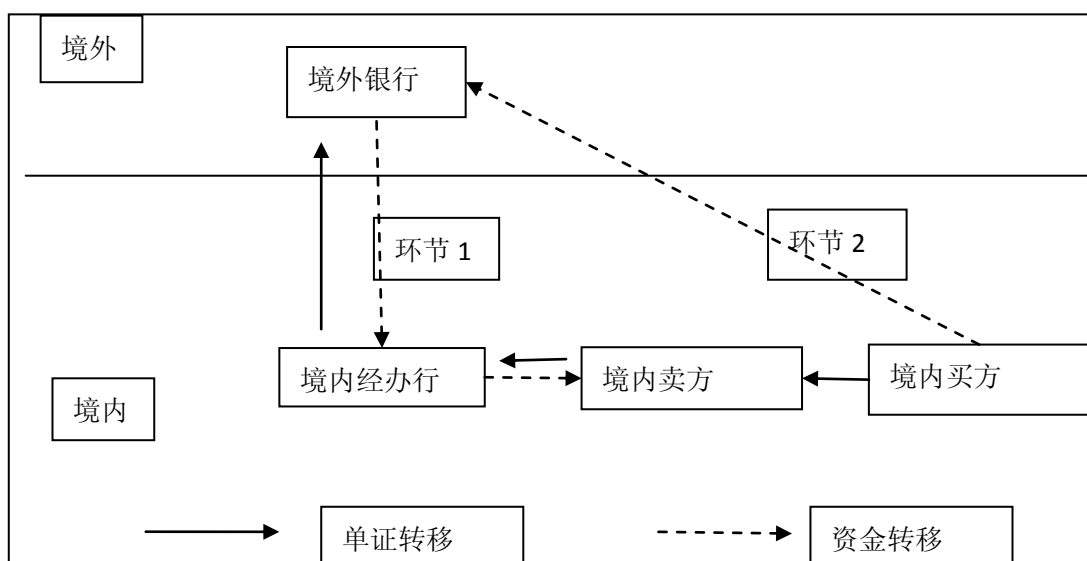 境外
境外银行
环节 1
环节 2
境内经办行
境内卖方
境内买方
境内
单证转移
资金转移